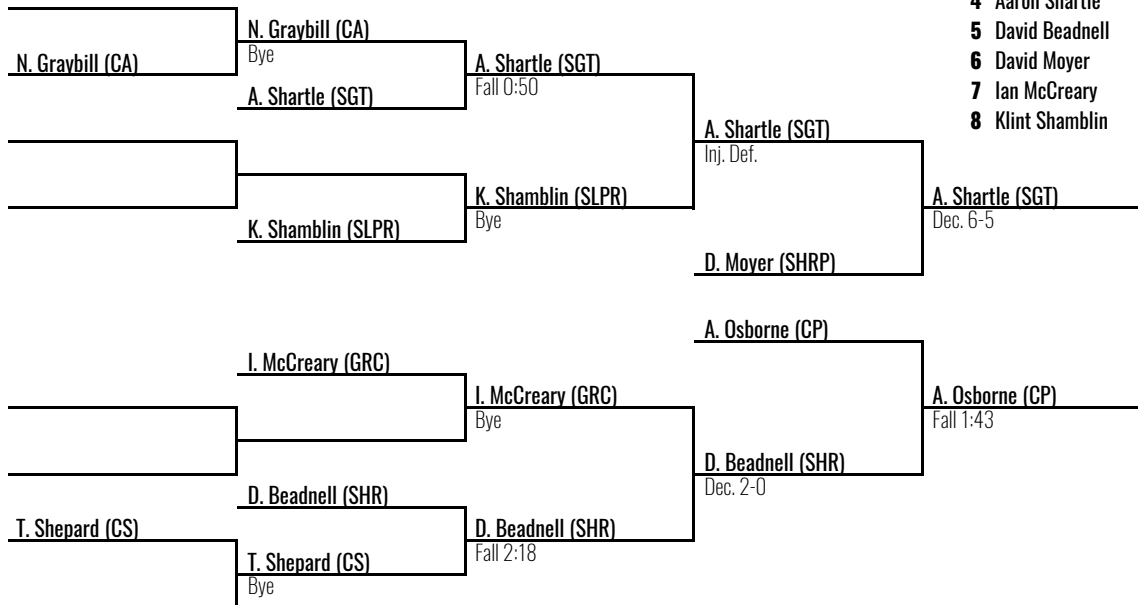 N. Graybill (CA)
N. Graybill (CA)
Bye
A. Shartle (SGT)
A. Shartle (SGT)
Fall 0:50
K. Shamblin (SLPR)
K. Shamblin (SLPR)
Bye
A. Shartle (SGT)
Inj. Def.
D. Moyer (SHRP)
A. Shartle (SGT)
Dec. 6-5
A. Osborne (CP)
I. McCreary (GRC)
I. McCreary (GRC)
Bye
A. Osborne (CP)
Fall 1:43
D. Beadnell (SHR)
Dec. 2-0
D. Beadnell (SHR)
T. Shepard (CS)
D. Beadnell (SHR)
Fall 2:18
T. Shepard (CS)
Bye
4 Aaron Shartle
5 David Beadnell
6 David Moyer
7 Ian McCreary
8 Klint Shamblin